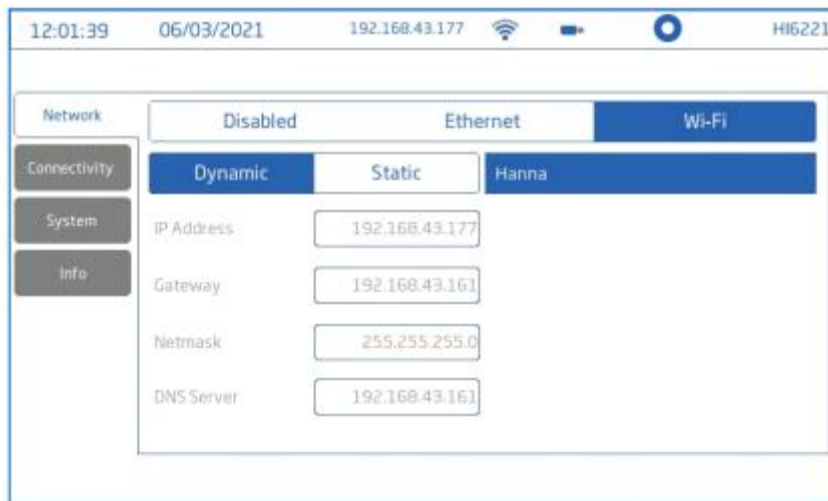 12:01:39 06/03/2021 192.168.43.177 HI6221
Network Disabled Ethernet Wi-Fi
Connectivity Dynamic Static Hanna
System IP Address 192.168.43.177
Info Gateway 192.168.43.161
Netmask 255.255.255.0
DNS Server 192.168.43.161